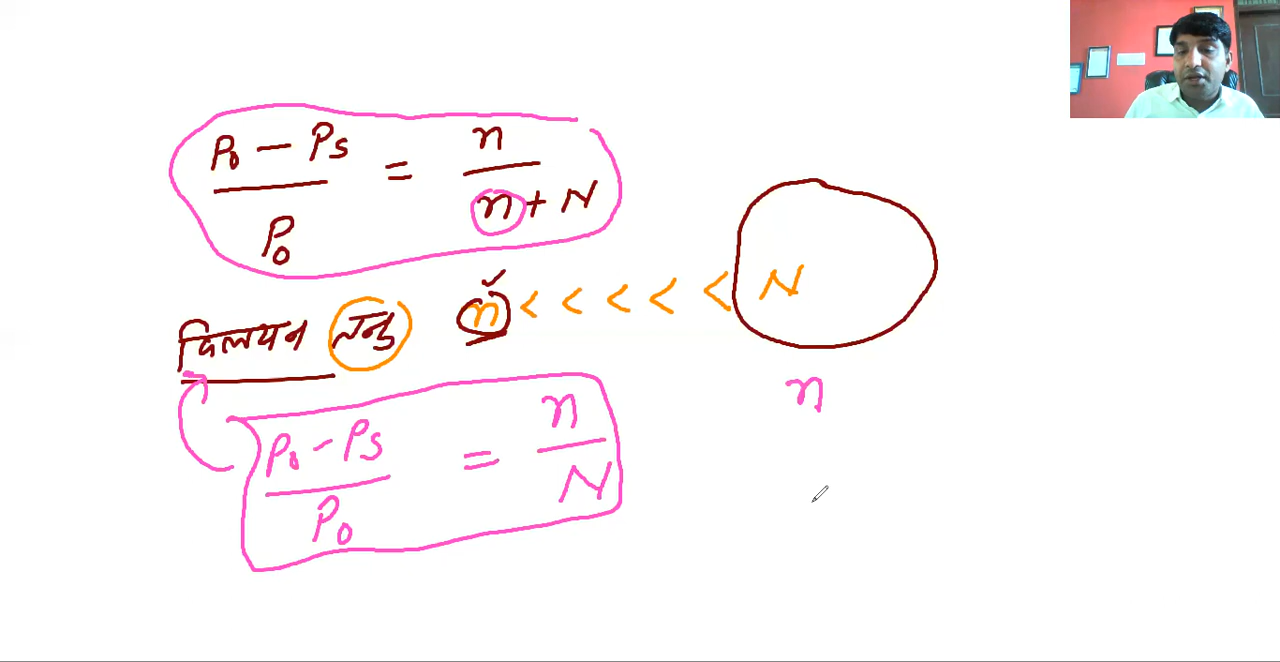 P₀ - Ps / P₀ = n / n + N
विलयन तनु n < < < < < N
n
P₀ - Ps / P₀ = n / N